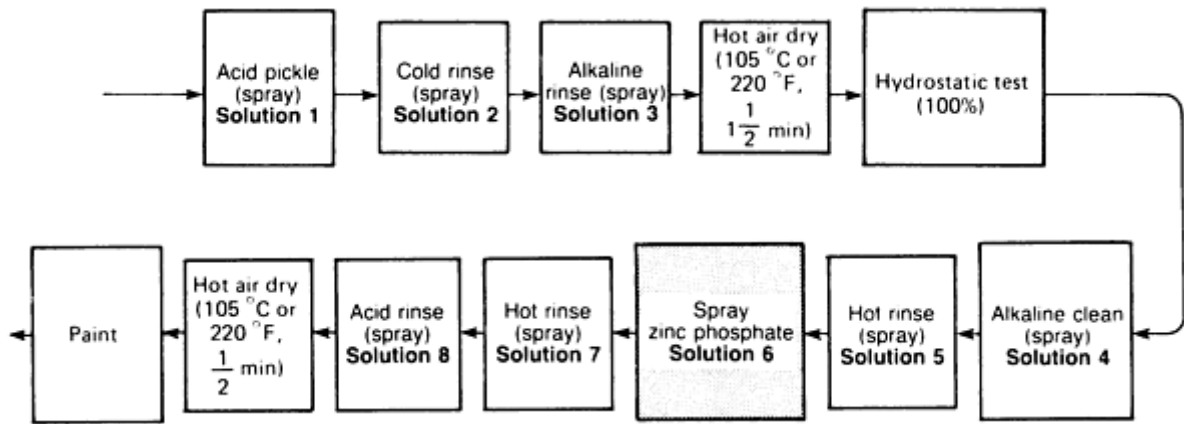 Acid pickle
(spray)
Solution 1
Cold rinse
(spray)
Solution 2
Alkaline
rinse (spray)
Solution 3
Hot air dry
(105 °C or
220 °F,
1 1/2 min)
Hydrostatic test
(100%)
Alkaline clean
(spray)
Solution 4
Hot rinse
(spray)
Solution 5
Spray
zinc phosphate
Solution 6
Hot rinse
(spray)
Solution 7
Acid rinse
(spray)
Solution 8
Hot air dry
(105 °C or
220 °F,
1/2 min)
Paint